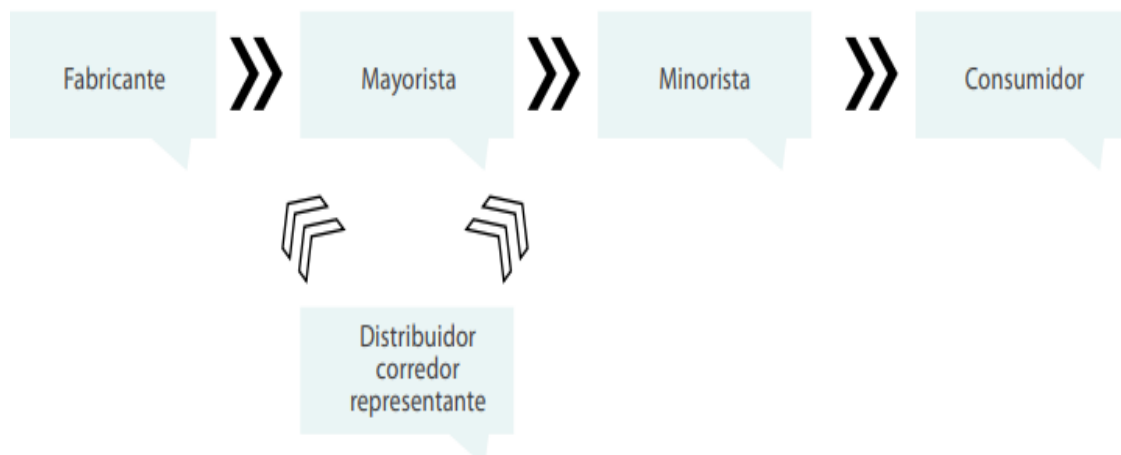 Fabricante
Mayorista
Minorista
Consumidor
Distribuidor
corredor
representante